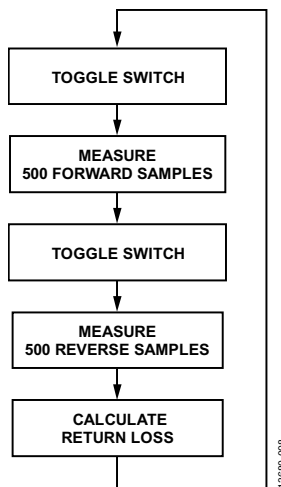 TOGGLE SWITCH
MEASURE
500 FORWARD SAMPLES
TOGGLE SWITCH
MEASURE
500 REVERSE SAMPLES
CALCULATE
RETURN LOSS